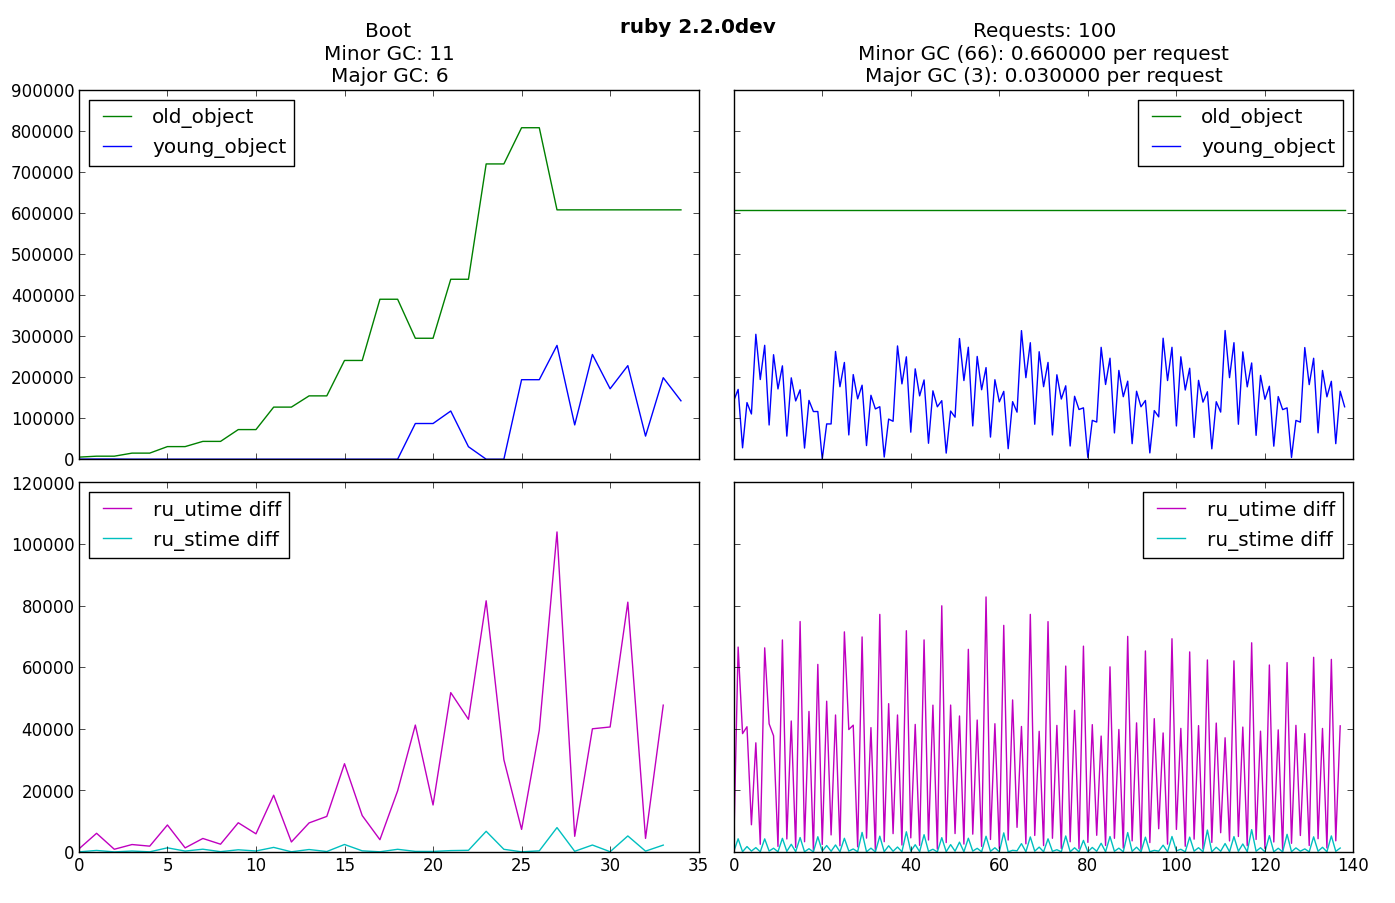 ruby 2.2.0dev
Boot
Minor GC: 11
Major GC: 6
Requests: 100
Minor GC (66): 0.660000 per request
Major GC (3): 0.030000 per request
900000
800000
700000
600000
500000
400000
300000
200000
100000
0
old_object
young_object
old_object
young_object
120000
100000
80000
60000
40000
20000
0
ru_utime diff
ru_stime diff
ru_utime diff
ru_stime diff
0 5 10 15 20 25 30 35
0 20 40 60 80 100 120 140